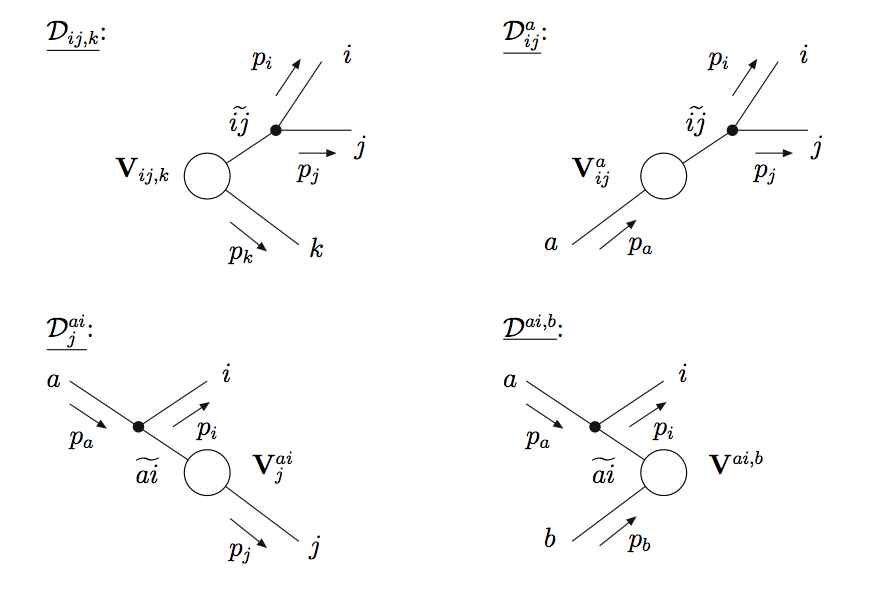 𝒟_{ij,k}: 𝒟^a_{ij}:
p_i i p_i i
\widetilde{ij} \widetilde{ij}
V_{ij,k} j V^a_{ij} j
p_j p_j
p_k k a p_a
𝒟^{ai}_j: 𝒟^{ai,b}:
a i a i
p_a p_i p_a p_i
\widetilde{ai} V^{ai}_j \widetilde{ai} V^{ai,b}
p_j j b p_b